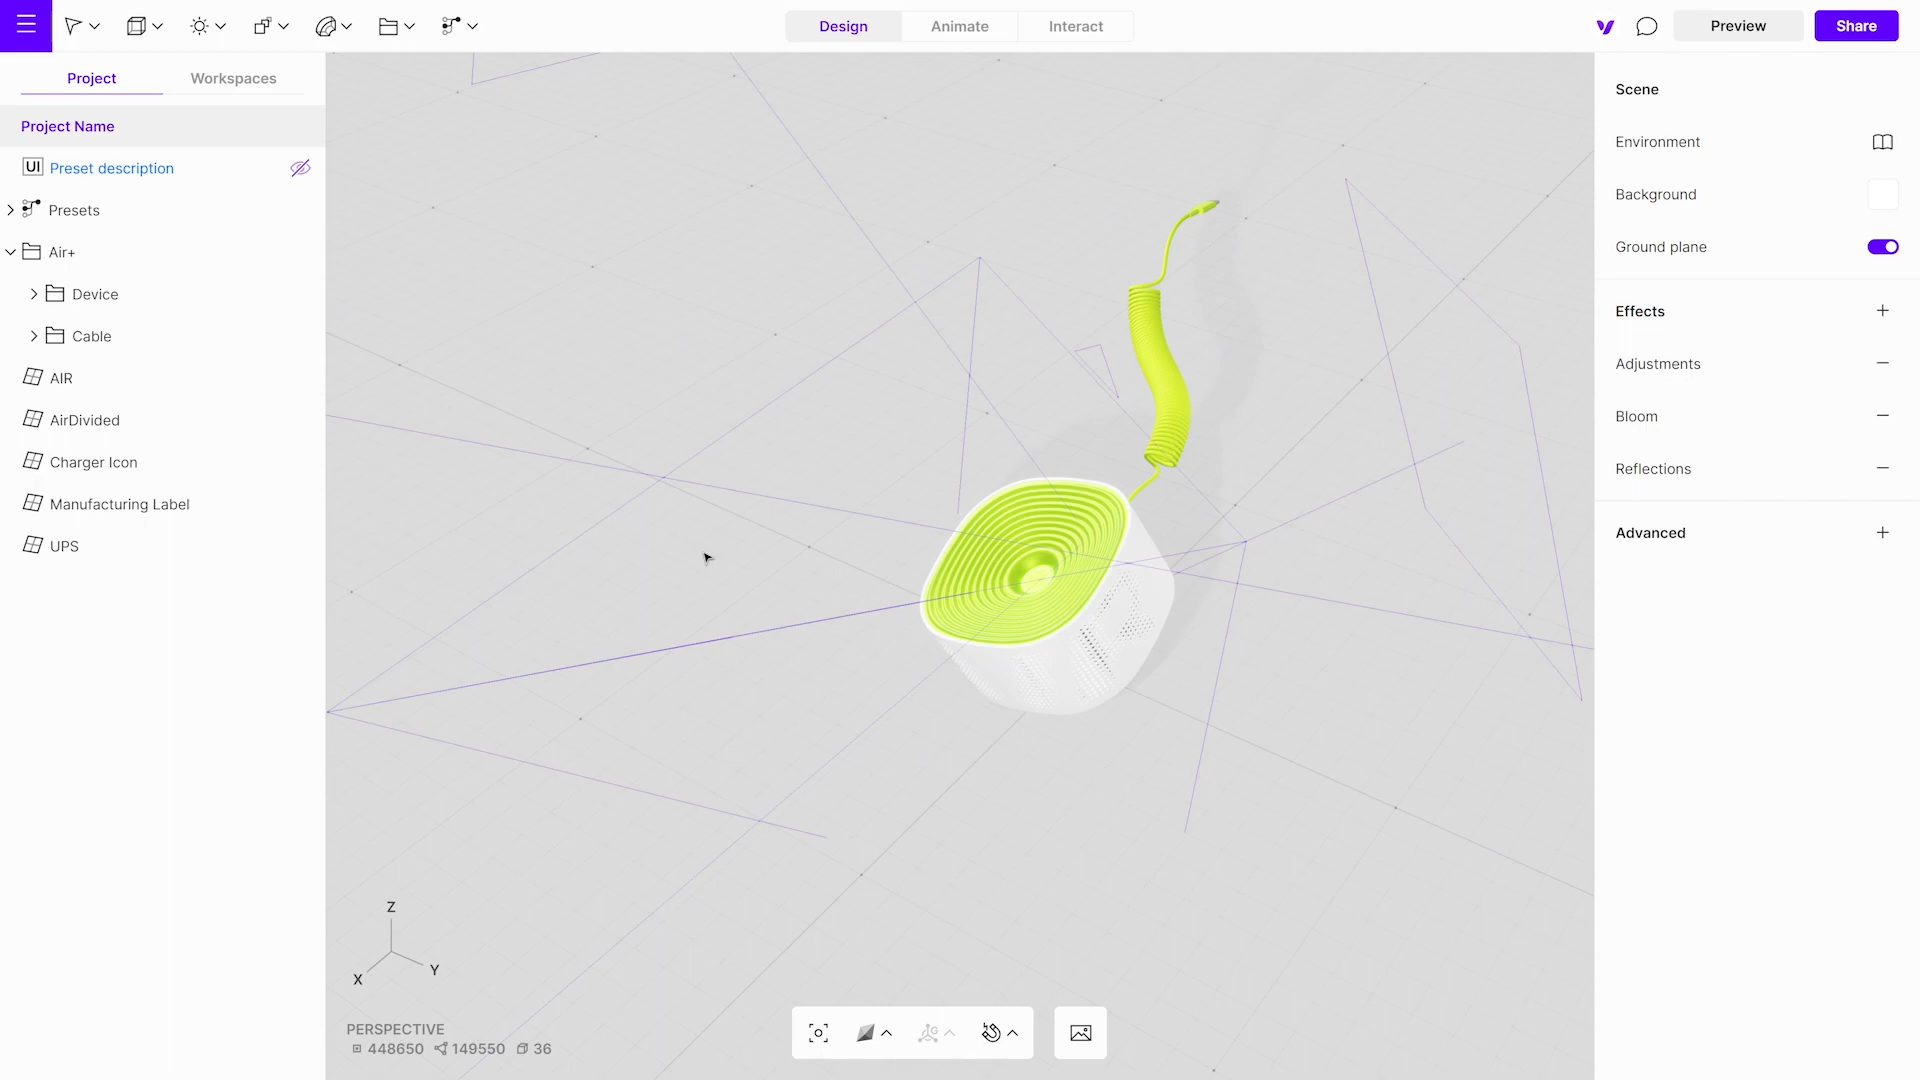 Design
Animate
Interact
Preview
Share
Project
Workspaces
Project Name
UI Preset description
Presets
Air+
Device
Cable
AIR
AirDivided
Charger Icon
Manufacturing Label
UPS
Scene
Environment
Background
Ground plane
Effects
Adjustments
Bloom
Reflections
Advanced
Z
X
Y
PERSPECTIVE
448650 149550 36